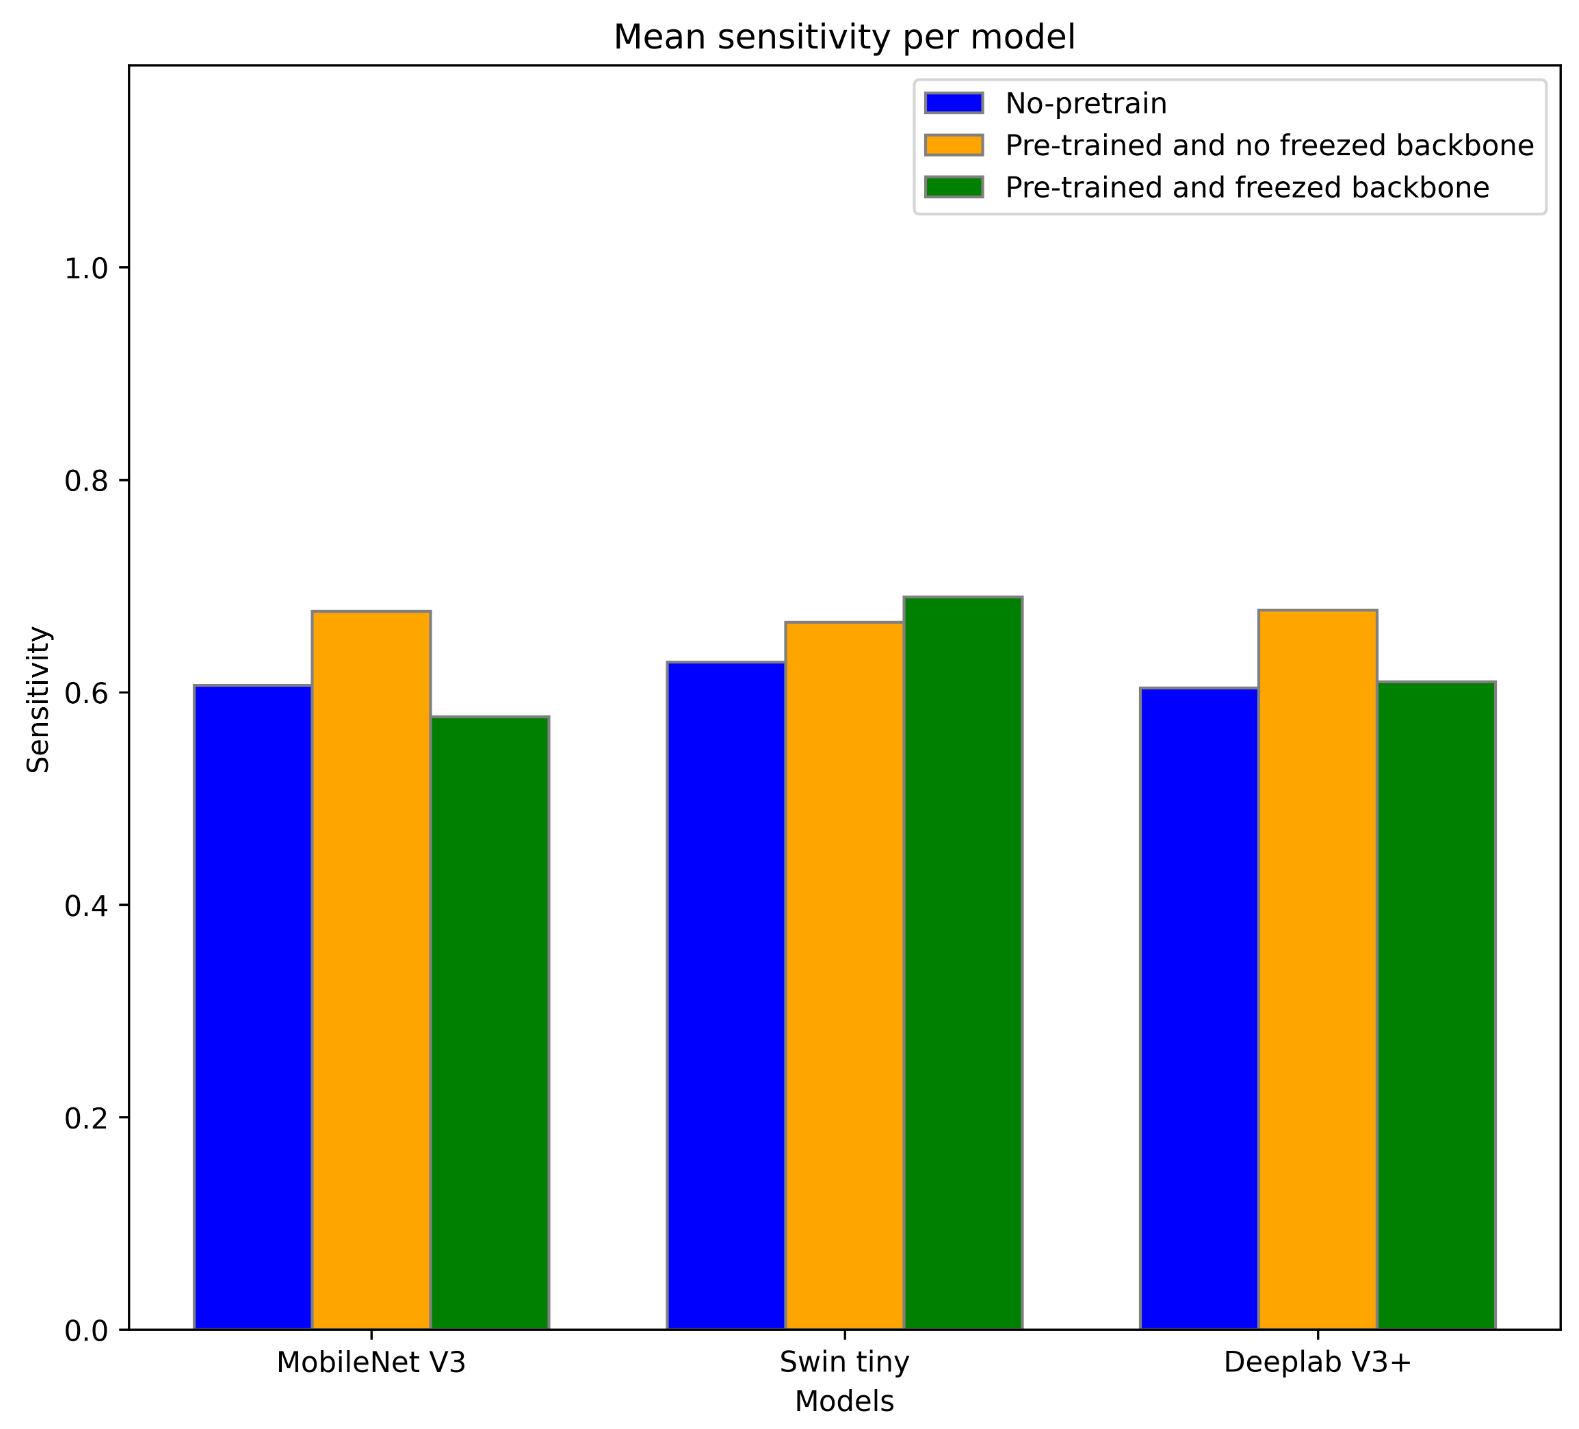 Mean sensitivity per model
No-pretrain
Pre-trained and no freezed backbone
Pre-trained and freezed backbone
1.0
0.8
0.6
0.4
0.2
0.0
Sensitivity
MobileNet V3
Swin tiny
Deeplab V3+
Models